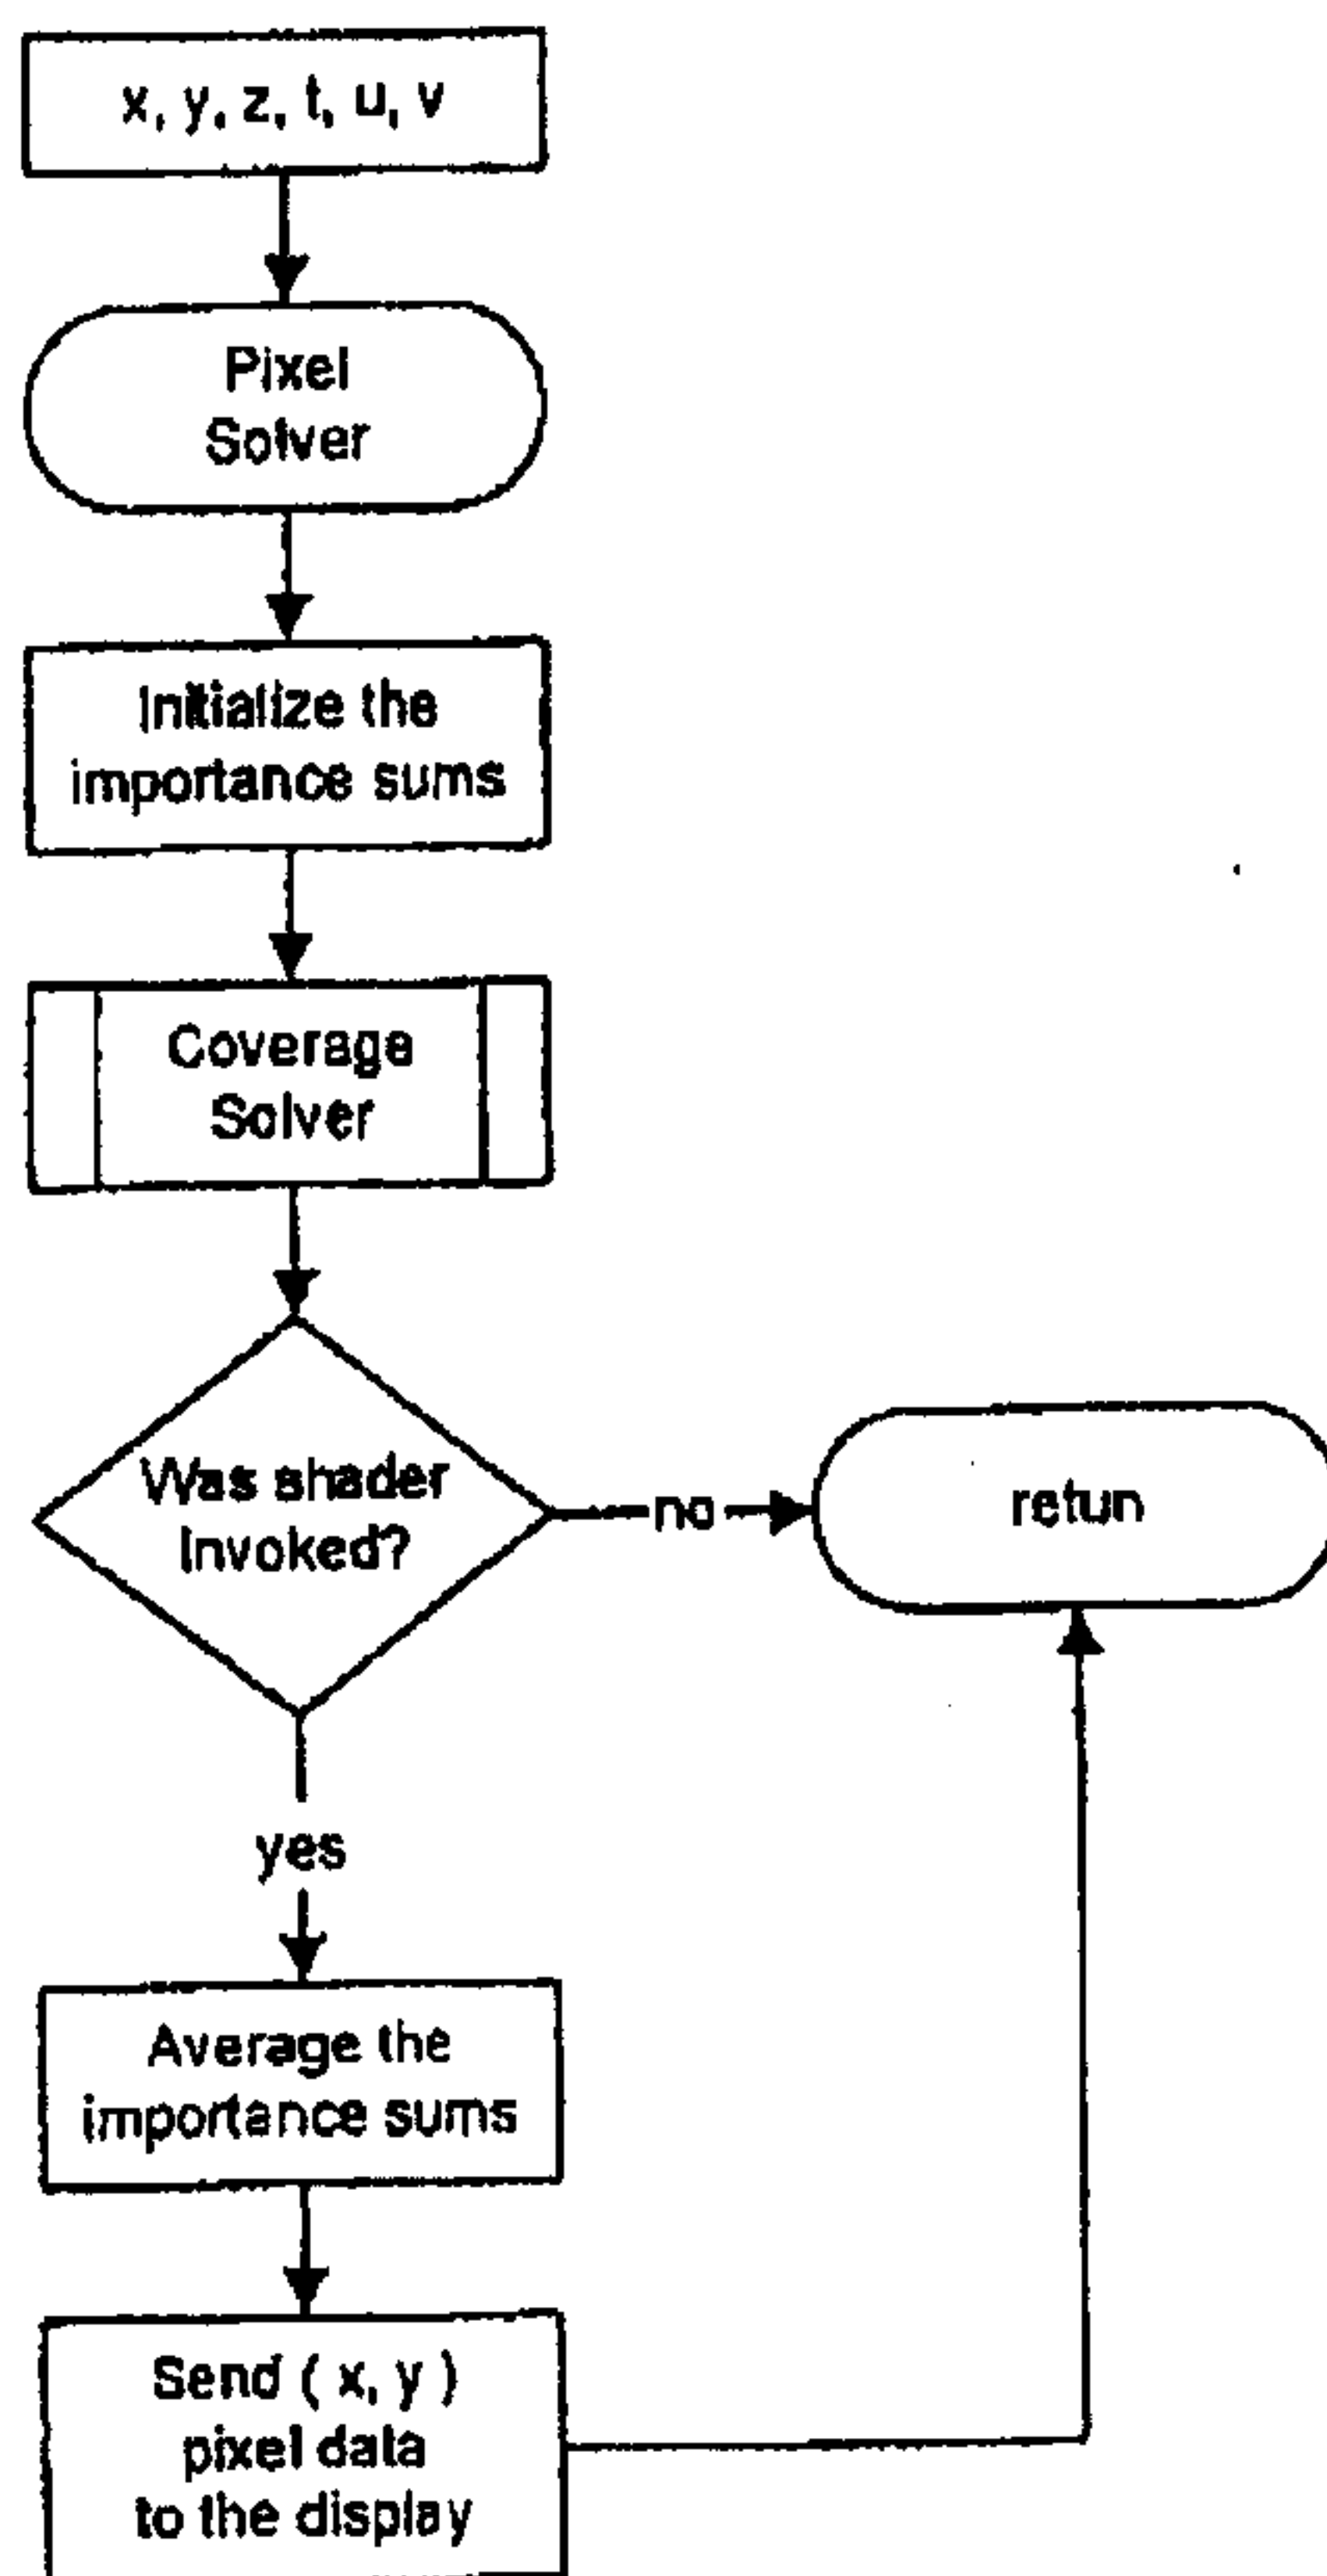 x, y, z, t, u, v
Pixel
Solver
Initialize the
importance sums
Coverage
Solver
Was shader
invoked?
no
retun
yes
Average the
importance sums
Send ( x, y )
pixel data
to the display